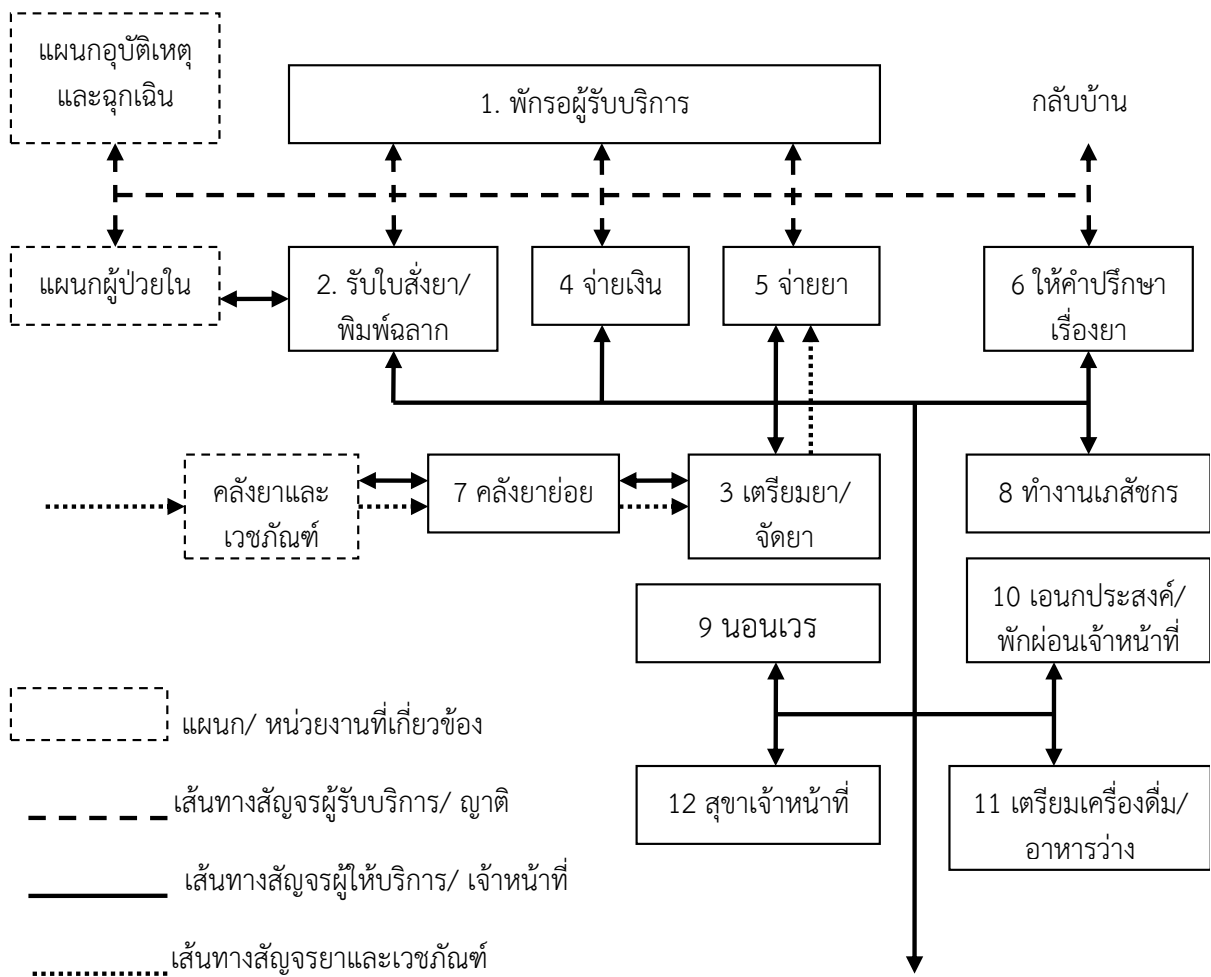 แผนกอุบัติเหตุ
และฉุกเฉิน
1. พักรอผู้รับบริการ
กลับบ้าน
แผนกผู้ป่วยใน
2. รับใบสั่งยา/
พิมพ์ฉลาก
4 จ่ายเงิน
5 จ่ายยา
6 ให้คำปรึกษา
เรื่องยา
คลังยาและ
เวชภัณฑ์
7 คลังยาย่อย
3 เตรียมยา/
จัดยา
8 ทำงานเภสัชกร
9 นอนเวร
10 เอนกประสงค์/
พักผ่อนเจ้าหน้าที่
12 สุขาเจ้าหน้าที่
11 เตรียมเครื่องดื่ม/
อาหารว่าง
แผนก/ หน่วยงานที่เกี่ยวข้อง
เส้นทางสัญจรผู้รับบริการ/ ญาติ
เส้นทางสัญจรผู้ให้บริการ/ เจ้าหน้าที่
เส้นทางสัญจรยาและเวชภัณฑ์